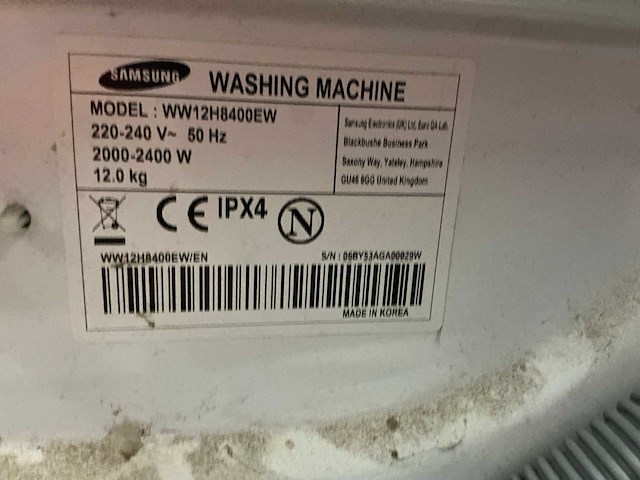 SAMSUNG WASHING MACHINE
MODEL : WW12H8400EW
220-240 V~ 50 Hz
2000-2400 W
12.0 kg
Samsung Electronics (UK) Ltd, Euro QA Lab.
Blackbushe Business Park
Saxony Way, Yateley, Hampshire
GU46 6GG United Kingdom
CE IPX4 N
WW12H8400EW/EN S/N : 05BY53AGA00029W
MADE IN KOREA